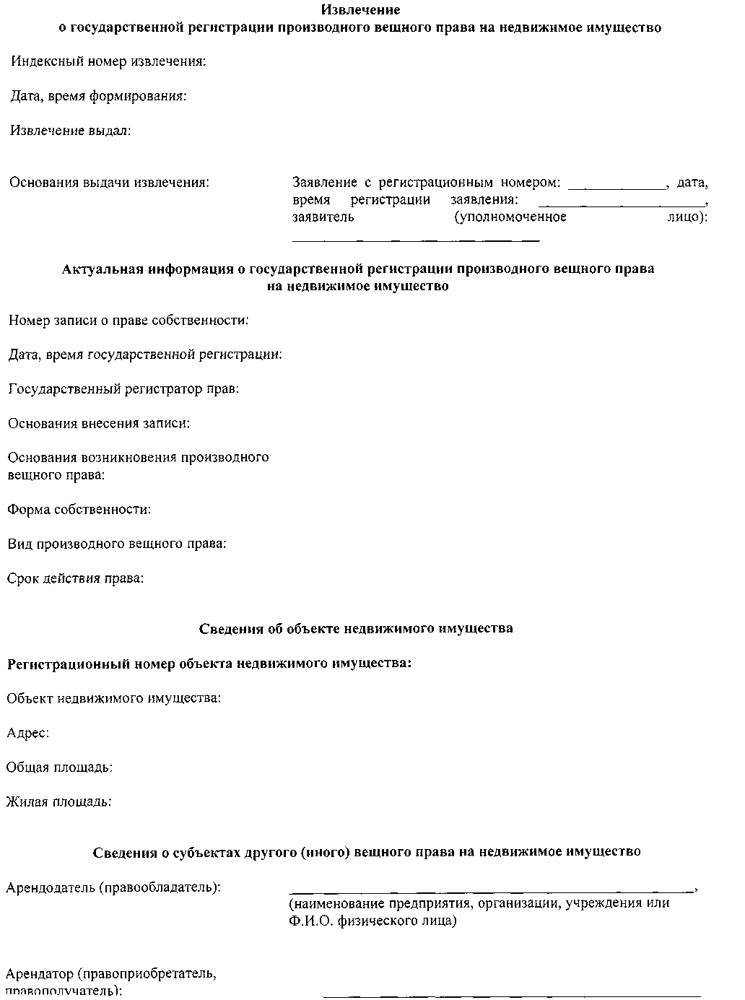 Извлечение
о государственной регистрации производного вещного права на недвижимое имущество
Индексный номер извлечения:
Дата, время формирования:
Извлечение выдал:
Основания выдачи извлечения:
Заявление с регистрационным номером: _____________, дата,
время регистрации заявления: ______________________,
заявитель (уполномоченное лицо):
_________________________________
Актуальная информация о государственной регистрации производного вещного права
на недвижимое имущество
Номер записи о праве собственности:
Дата, время государственной регистрации:
Государственный регистратор прав:
Основания внесения записи:
Основания возникновения производного
вещного права:
Форма собственности:
Вид производного вещного права:
Срок действия права:
Сведения об объекте недвижимого имущества
Регистрационный номер объекта недвижимого имущества:
Объект недвижимого имущества:
Адрес:
Общая площадь:
Жилая площадь:
Сведения о субъектах другого (иного) вещного права на недвижимое имущество
Арендодатель (правообладатель): ______________________________________________________,
(наименование предприятия, организации, учреждения или
Ф.И.О. физического лица)
Арендатор (правоприобретатель,
правополучатель): __________________________________________________